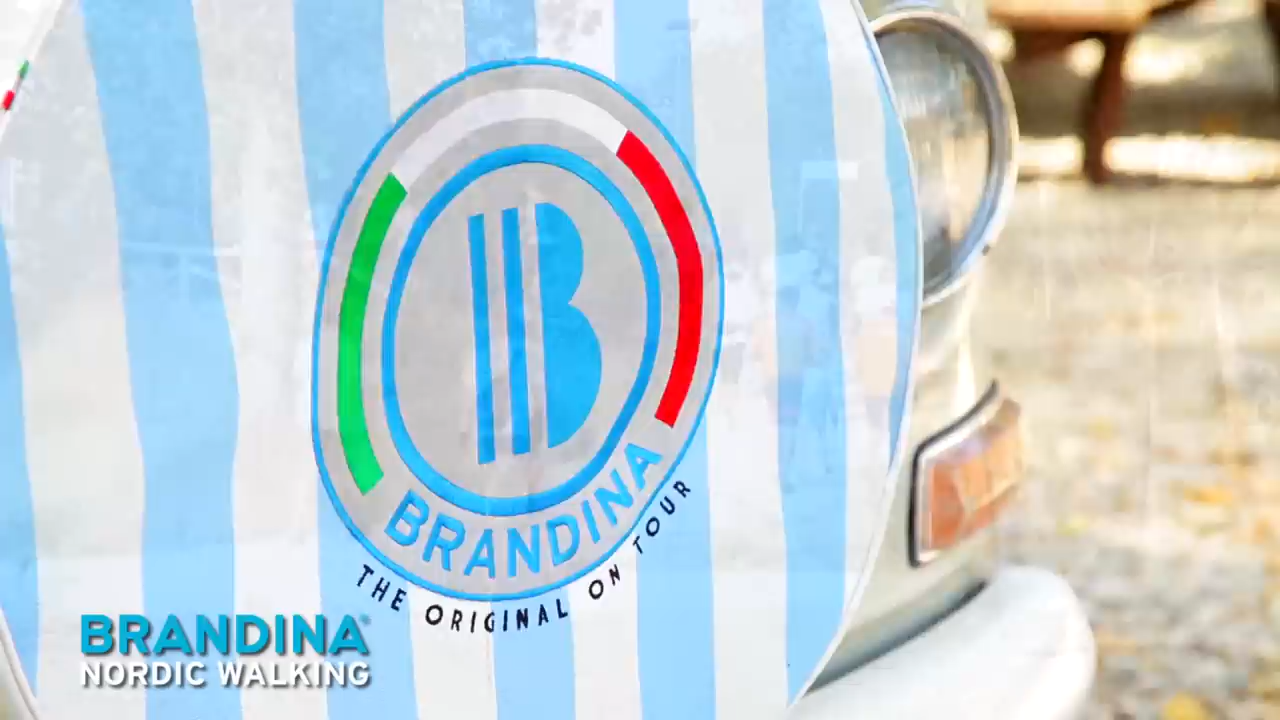 B
BRANDINA
THE ORIGINAL ON TOUR
BRANDINA®
NORDIC WALKING